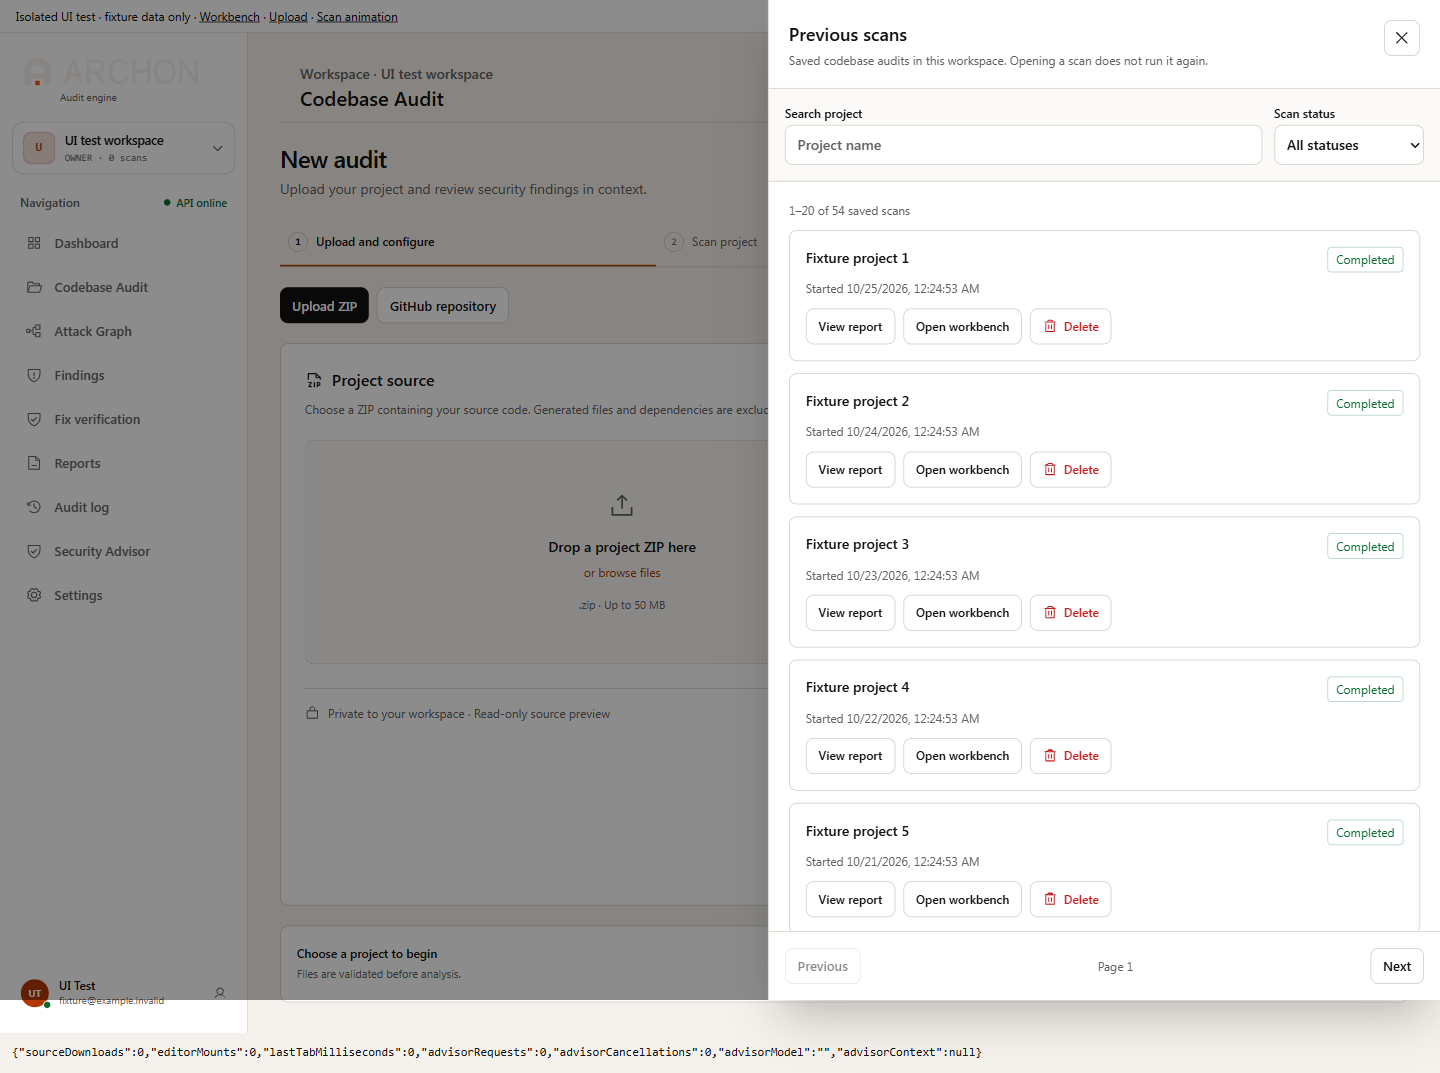 Isolated UI test · fixture data only · Workbench · Upload · Scan animation
ARCHON
Audit engine
U
UI test workspace
OWNER · 0 scans
Navigation
API online
Dashboard
Codebase Audit
Attack Graph
Findings
Fix verification
Reports
Audit log
Security Advisor
Settings
UT
UI Test
fixture@example.invalid
Workspace · UI test workspace
Codebase Audit
New audit
Upload your project and review security findings in context.
1 Upload and configure
2 Scan project
Upload ZIP
GitHub repository
ZIP
Project source
Choose a ZIP containing your source code. Generated files and dependencies are exclud
Drop a project ZIP here
or browse files
.zip · Up to 50 MB
Private to your workspace · Read-only source preview
Choose a project to begin
Files are validated before analysis.
Previous scans
Saved codebase audits in this workspace. Opening a scan does not run it again.
Search project
Project name
Scan status
All statuses
1–20 of 54 saved scans
Fixture project 1
Completed
Started 10/25/2026, 12:24:53 AM
View report
Open workbench
Delete
Fixture project 2
Completed
Started 10/24/2026, 12:24:53 AM
View report
Open workbench
Delete
Fixture project 3
Completed
Started 10/23/2026, 12:24:53 AM
View report
Open workbench
Delete
Fixture project 4
Completed
Started 10/22/2026, 12:24:53 AM
View report
Open workbench
Delete
Fixture project 5
Completed
Started 10/21/2026, 12:24:53 AM
View report
Open workbench
Delete
Previous
Page 1
Next
{"sourceDownloads":0,"editorMounts":0,"lastTabMilliseconds":0,"advisorRequests":0,"advisorCancellations":0,"advisorModel":"","advisorContext":null}